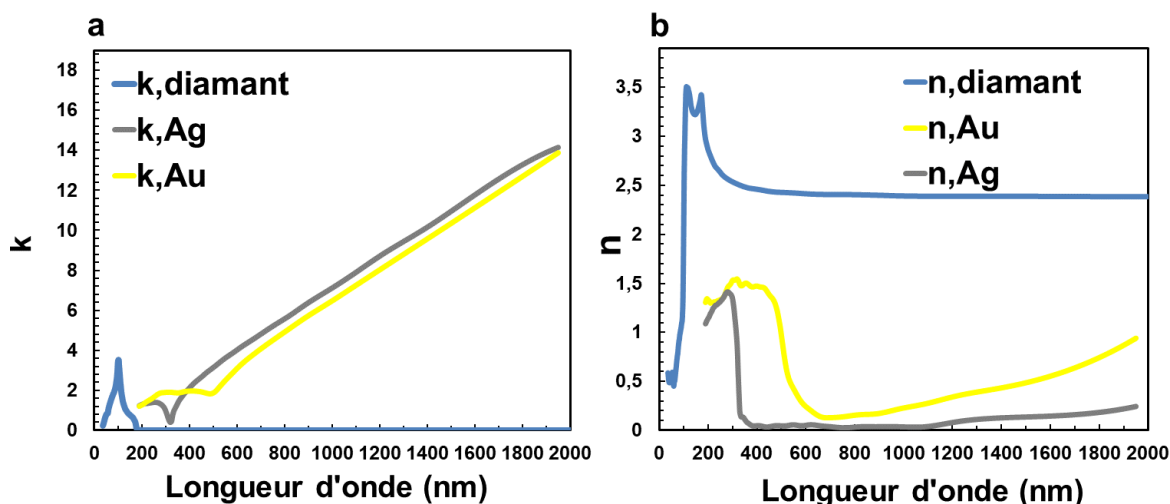 a
k
18
16
14
12
10
8
6
4
2
0
k,diamant
k,Ag
k,Au
0 200 400 600 800 1000 1200 1400 1600 1800 2000
Longueur d'onde (nm)
b
n
3,5
3
2,5
2
1,5
1
0,5
0
n,diamant
n,Au
n,Ag
0 200 400 600 800 1000 1200 1400 1600 1800 2000
Longueur d'onde (nm)